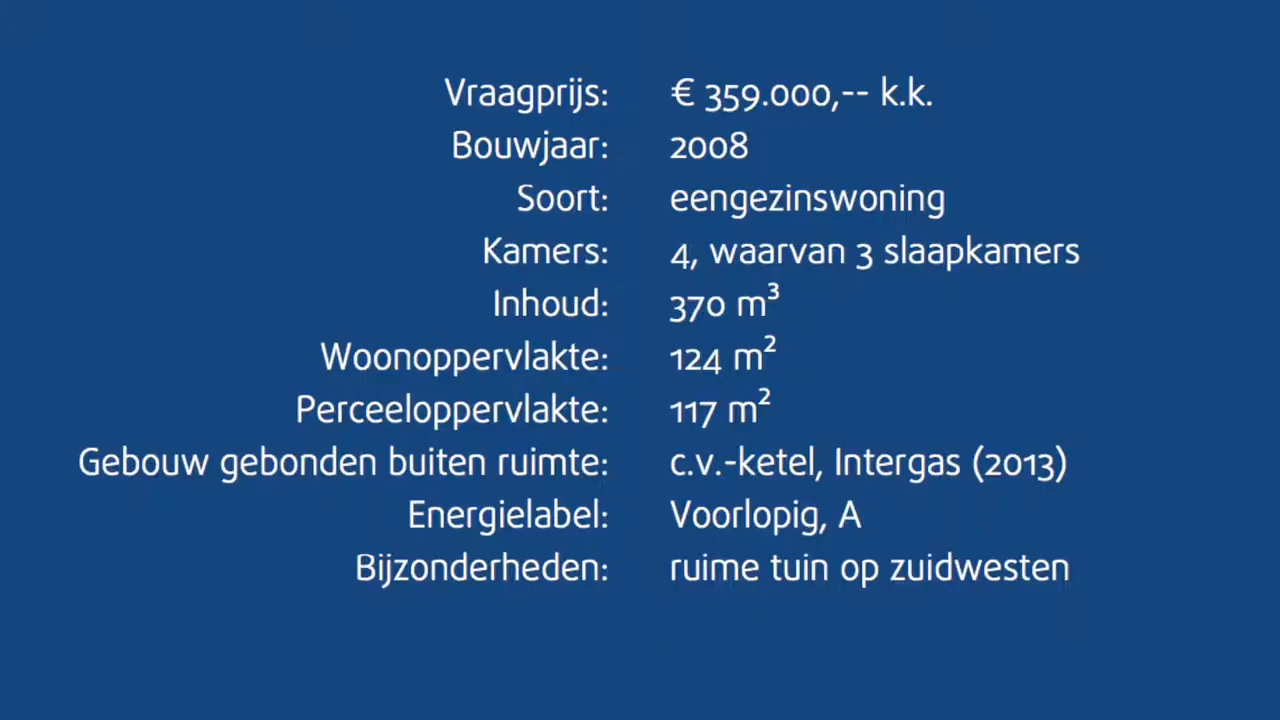 Vraagprijs: € 359.000,-- k.k.
Bouwjaar: 2008
Soort: eengezinswoning
Kamers: 4, waarvan 3 slaapkamers
Inhoud: 370 m³
Woonoppervlakte: 124 m²
Perceeloppervlakte: 117 m²
Gebouw gebonden buiten ruimte: c.v.-ketel, Intergas (2013)
Energielabel: Voorlopig, A
Bijzonderheden: ruime tuin op zuidwesten